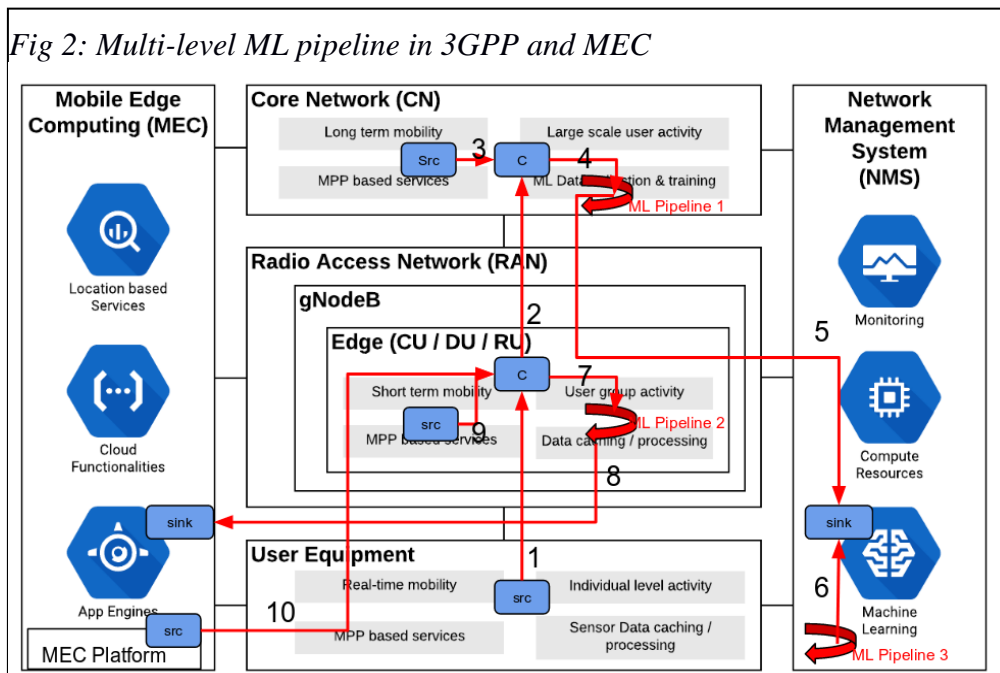 Fig 2: Multi-level ML pipeline in 3GPP and MEC
Mobile Edge
Computing (MEC)
Location based
Services
Cloud
Functionalities
sink
App Engines
src
MEC Platform
Core Network (CN)
Long term mobility
Large scale user activity
Src
3
C
4
MPP based services
ML Data & training
ML Pipeline 1
Radio Access Network (RAN)
gNodeB
2
Edge (CU / DU / RU)
C
7
Short term mobility
User group activity
src
9
ML Pipeline 2
MPP based services
Data caching / processing
8
User Equipment
1
Real-time mobility
Individual level activity
src
10
MPP based services
Sensor Data caching /
processing
Network
Management
System
(NMS)
Monitoring
5
Compute
Resources
sink
6
Machine
Learning
ML Pipeline 3